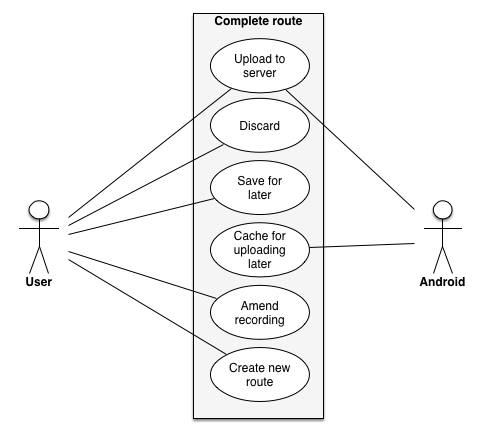 Complete route
Upload to
server
Discard
Save for
later
Cache for
uploading
later
Amend
recording
Create new
route
User
Android